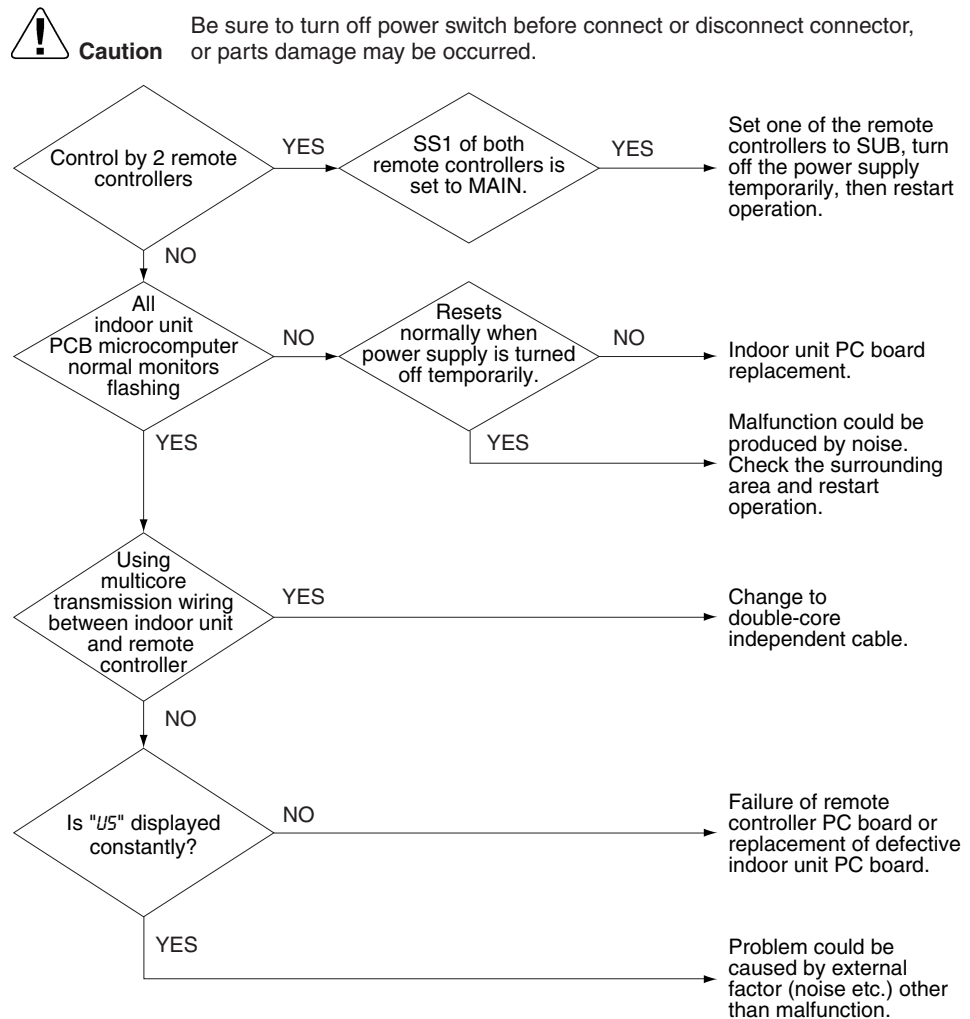 Be sure to turn off power switch before connect or disconnect connector,
Caution or parts damage may be occurred.
Control by 2 remote
controllers
YES
SS1 of both
remote controllers is
set to MAIN.
YES
Set one of the remote
controllers to SUB, turn
off the power supply
temporarily, then restart
operation.
NO
All
indoor unit
PCB microcomputer
normal monitors
flashing
NO
Resets
normally when
power supply is turned
off temporarily.
NO
Indoor unit PC board
replacement.
YES
YES
Malfunction could be
produced by noise.
Check the surrounding
area and restart
operation.
Using
multicore
transmission wiring
between indoor unit
and remote
controller
YES
Change to
double-core
independent cable.
NO
Is "U5" displayed
constantly?
NO
Failure of remote
controller PC board or
replacement of defective
indoor unit PC board.
YES
Problem could be
caused by external
factor (noise etc.) other
than malfunction.